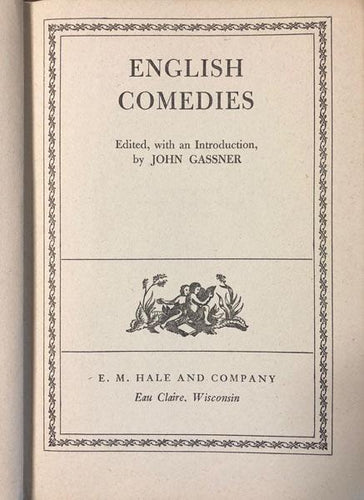 ENGLISH
COMEDIES
Edited, with an Introduction,
by JOHN GASSNER
E. M. HALE AND COMPANY
Eau Claire, Wisconsin